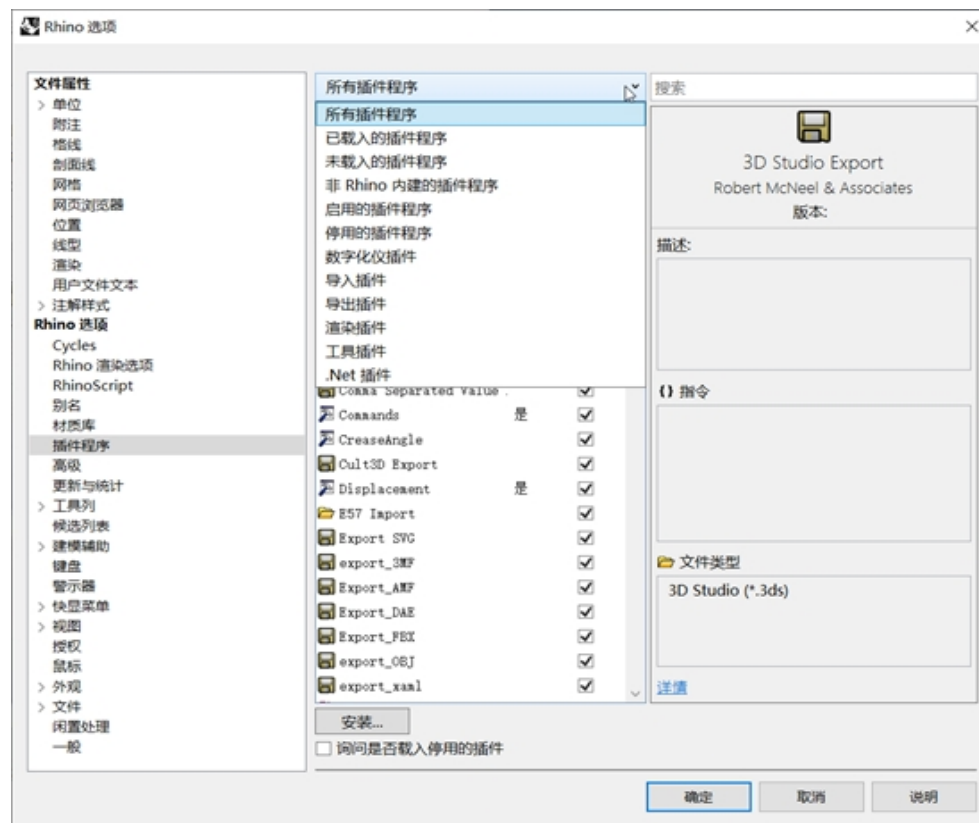 Rhino 选项
文件属性
单位
附注
格线
剖面线
网格
网页浏览器
位置
线型
渲染
用户文件文本
注解样式
Rhino 选项
Cycles
Rhino 渲染选项
RhinoScript
别名
材质库
插件程序
高级
更新与统计
工具列
候选列表
建模辅助
键盘
警示器
快显菜单
视图
授权
鼠标
外观
文件
闲置处理
一般
所有插件程序
所有插件程序
已载入的插件程序
未载入的插件程序
非 Rhino 内建的插件程序
启用的插件程序
停用的插件程序
数字化仪插件
导入插件
导出插件
渲染插件
工具插件
.Net 插件
Comma Separated Value
Commands 是
CreaseAngle
Cult3D Export
Displacement 是
E57 Import
Export SVG
export_3MF
Export_AMF
Export_DAE
Export_FBX
export_OBJ
export_xaml
安装...
询问是否载入停用的插件
搜索
3D Studio Export
Robert McNeel & Associates
版本:
描述:
指令
文件类型
3D Studio (*.3ds)
详情
确定
取消
说明